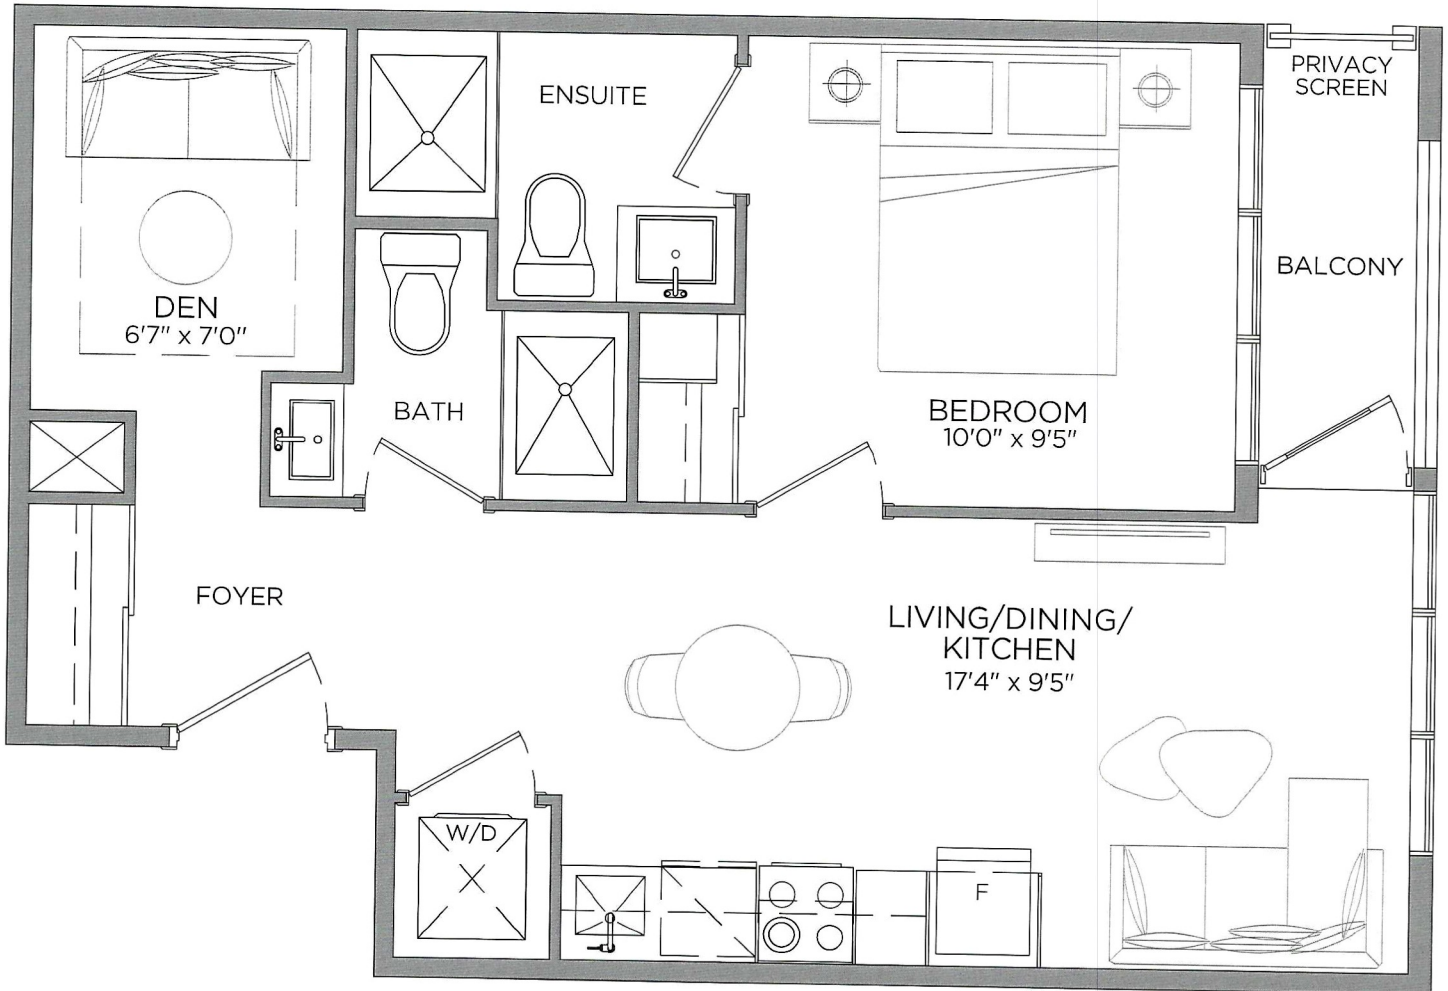 PRIVACY
SCREEN
ENSUITE
BALCONY
DEN
6'7" x 7'0"
BATH
BEDROOM
10'0" x 9'5"
FOYER
LIVING/DINING/
KITCHEN
17'4" x 9'5"
W/D
F